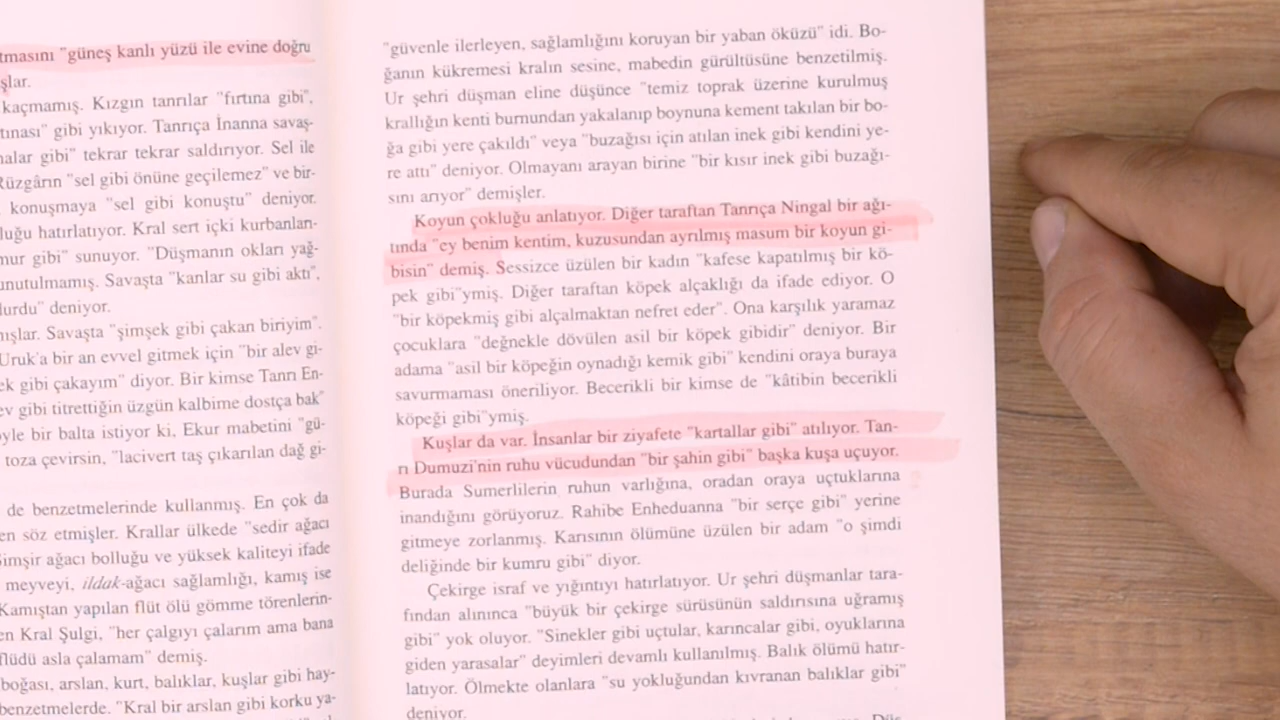 tmasını "güneş kanlı yüzü ile evine doğru
şlar.
kaçmamış. Kızgın tanrılar "fırtına gibi",
tınası" gibi yıkıyor. Tanrıça İnanna savaş-
alar gibi" tekrar tekrar saldırıyor. Sel ile
Rüzgârın "sel gibi önüne geçilemez" ve bir-
konuşmaya "sel gibi konuştu" deniyor.
luğu hatırlatıyor. Kral sert içki kurbanlan-
mur gibi" sunuyor. "Düşmanın okları yağ-
unutulmamış. Savaşta "kanlar su gibi aktı",
urdu" deniyor.
ışlar. Savaşta "şimşek gibi çakan biriyim".
Uruk'a bir an evvel gitmek için "bir alev gi-
ek gibi çakayım" diyor. Bir kimse Tanrı En-
ev gibi titrettiğin üzgün kalbime dostça bak"
öyle bir balta istiyor ki, Ekur mabetini "gü-
toza çevirsin, "lacivert taş çıkarılan dağ gi-
de benzetmelerinde kullanmış. En çok da
en söz etmişler. Krallar ülkede "sedir ağacı
Şimşir ağacı bolluğu ve yüksek kaliteyi ifade
meyveyi, ildak-ağacı sağlamlığı, kamış ise
Kamıştan yapılan flüt ölü gömme törenlerin-
en Kral Şulgi, "her çalgıyı çalarım ama bana
flüdü asla çalamam" demiş.
boğası, arslan, kurt, balıklar, kuşlar gibi hay-
benzetmelerde. "Kral bir arslan gibi korku ya-
"güvenle ilerleyen, sağlamlığını koruyan bir yaban öküzü" idi. Bo-
ğanın kükremesi kralın sesine, mabedin gürültüsüne benzetilmiş.
Ur şehri düşman eline düşünce "temiz toprak üzerine kurulmuş
krallığın kenti burnundan yakalanıp boynuna kement takılan bir bo-
ğa gibi yere çakıldı" veya "buzağısı için atılan inek gibi kendini ye-
re attı" deniyor. Olmayanı arayan birine "bir kısır inek gibi buzağı-
sını arıyor" demişler.
Koyun çokluğu anlatıyor. Diğer taraftan Tanrıça Ningal bir ağı-
tında "ey benim kentim, kuzusundan ayrılmış masum bir koyun gi-
bisin" demiş. Sessizce üzülen bir kadın "kafese kapatılmış bir kö-
pek gibi"ymiş. Diğer taraftan köpek alçaklığı da ifade ediyor. O
"bir köpekmiş gibi alçalmaktan nefret eder". Ona karşılık yaramaz
çocuklara "değnekle dövülen asil bir köpek gibidir" deniyor. Bir
adama "asil bir köpeğin oynadığı kemik gibi" kendini oraya buraya
savurmaması öneriliyor. Becerikli bir kimse de "kâtibin becerikli
köpeği gibi"ymiş.
Kuşlar da var. İnsanlar bir ziyafete "kartallar gibi" atılıyor. Tan-
rı Dumuzi'nin ruhu vücudundan "bir şahin gibi" başka kuşa uçuyor.
Burada Sumerlilerin ruhun varlığına, oradan oraya uçtuklarına
inandığını görüyoruz. Rahibe Enheduanna "bir serçe gibi" yerine
gitmeye zorlanmış. Karısının ölümüne üzülen bir adam "o şimdi
deliğinde bir kumru gibi" diyor.
Çekirge israf ve yığıntıyı hatırlatıyor. Ur şehri düşmanlar tara-
fından alınınca "büyük bir çekirge sürüsünün saldırısına uğramış
gibi" yok oluyor. "Sinekler gibi uçtular, karıncalar gibi, oyuklarına
giden yarasalar" deyimleri devamlı kullanılmış. Balık ölümü hatır-
latıyor. Ölmekte olanlara "su yokluğundan kıvranan balıklar gibi"
deniyor.